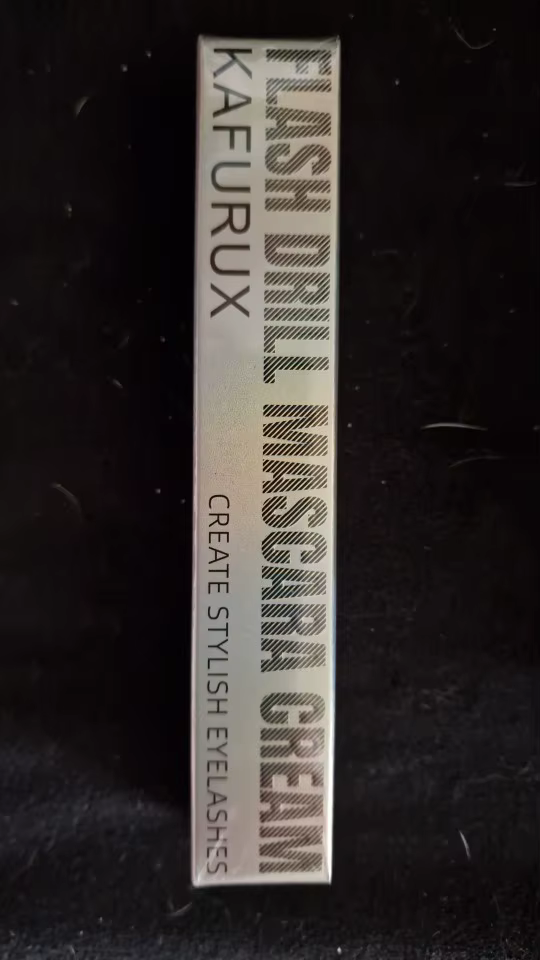 FLASH DRILL MASCARA CREAM
KAFURUX
CREATE STYLISH EYELASHES